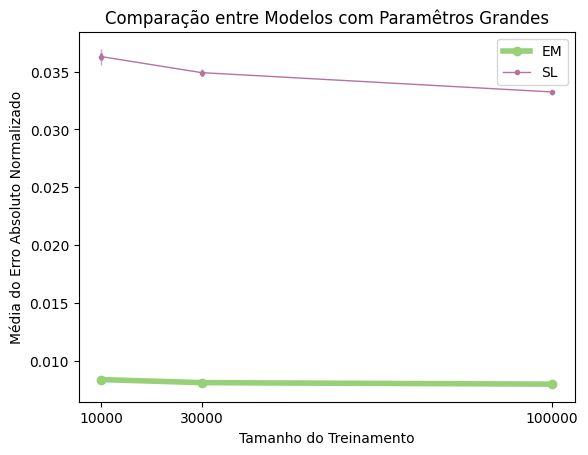 Comparação entre Modelos com Paramêtros Grandes
EM
SL
Média do Erro Absoluto Normalizado
0.035
0.030
0.025
0.020
0.015
0.010
10000
30000
100000
Tamanho do Treinamento